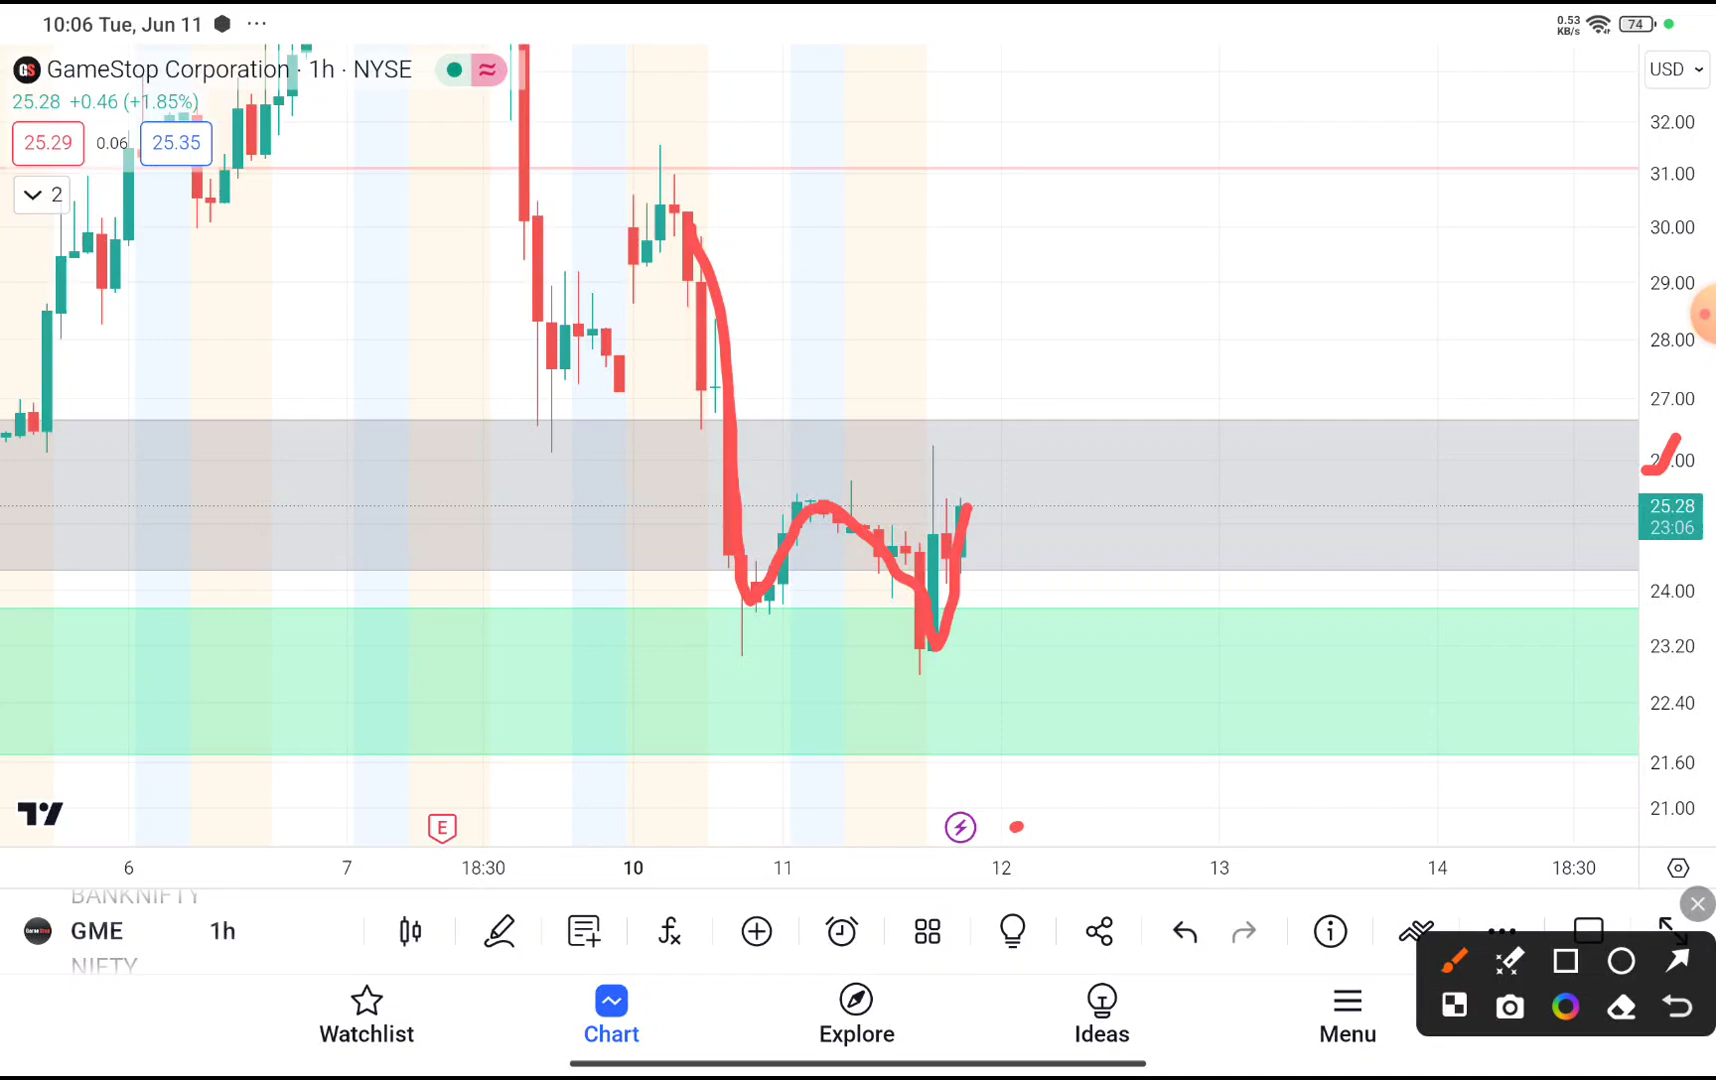 10:06 Tue, Jun 11 ···
0.53
KB/s
74
GameStop Corporation · 1h · NYSE
USD
25.28 +0.46 (+1.85%)
25.29 0.06 25.35
2
32.00
31.00
30.00
29.00
28.00
27.00
25.28
23:06
24.00
23.20
22.40
21.60
21.00
E
6 7 18:30 10 11 12 13 14 18:30
BANKNIFTY
GME 1h
NIFTY
Watchlist Chart Explore Ideas Menu